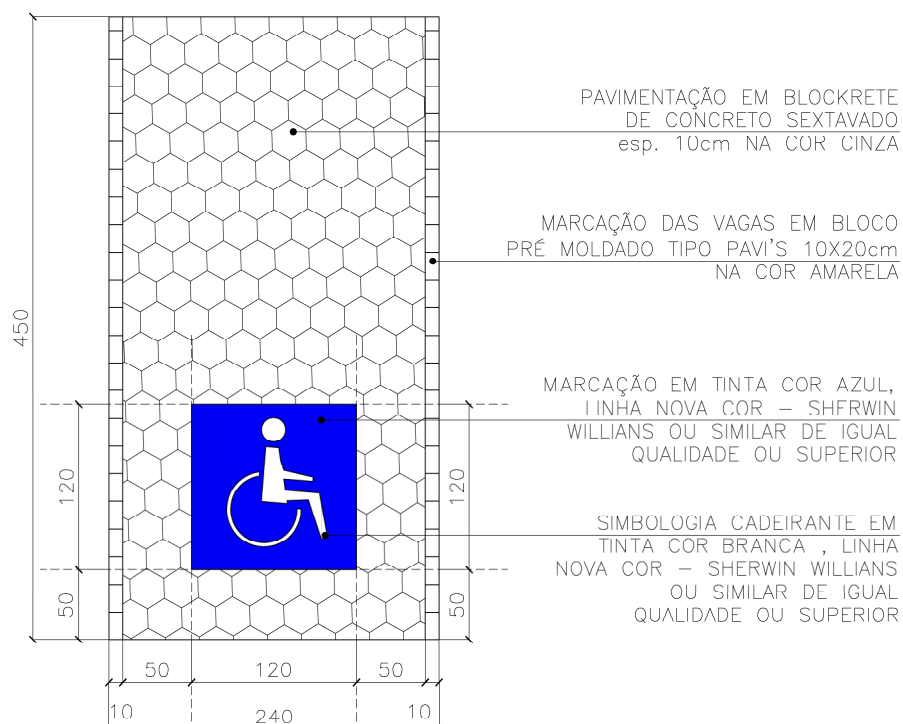 PAVIMENTAÇÃO EM BLOCKRETE
DE CONCRETO SEXTAVADO
esp. 10cm NA COR CINZA
MARCAÇÃO DAS VAGAS EM BLOCO
PRÉ MOLDADO TIPO PAVI'S 10X20cm
NA COR AMARELA
450
MARCAÇÃO EM TINTA COR AZUL,
LINHA NOVA COR – SHERWIN
WILLIANS OU SIMILAR DE IGUAL
QUALIDADE OU SUPERIOR
120
120
SIMBOLOGIA CADEIRANTE EM
TINTA COR BRANCA , LINHA
NOVA COR – SHERWIN WILLIANS
OU SIMILAR DE IGUAL
QUALIDADE OU SUPERIOR
50
50
50
120
50
10
240
10